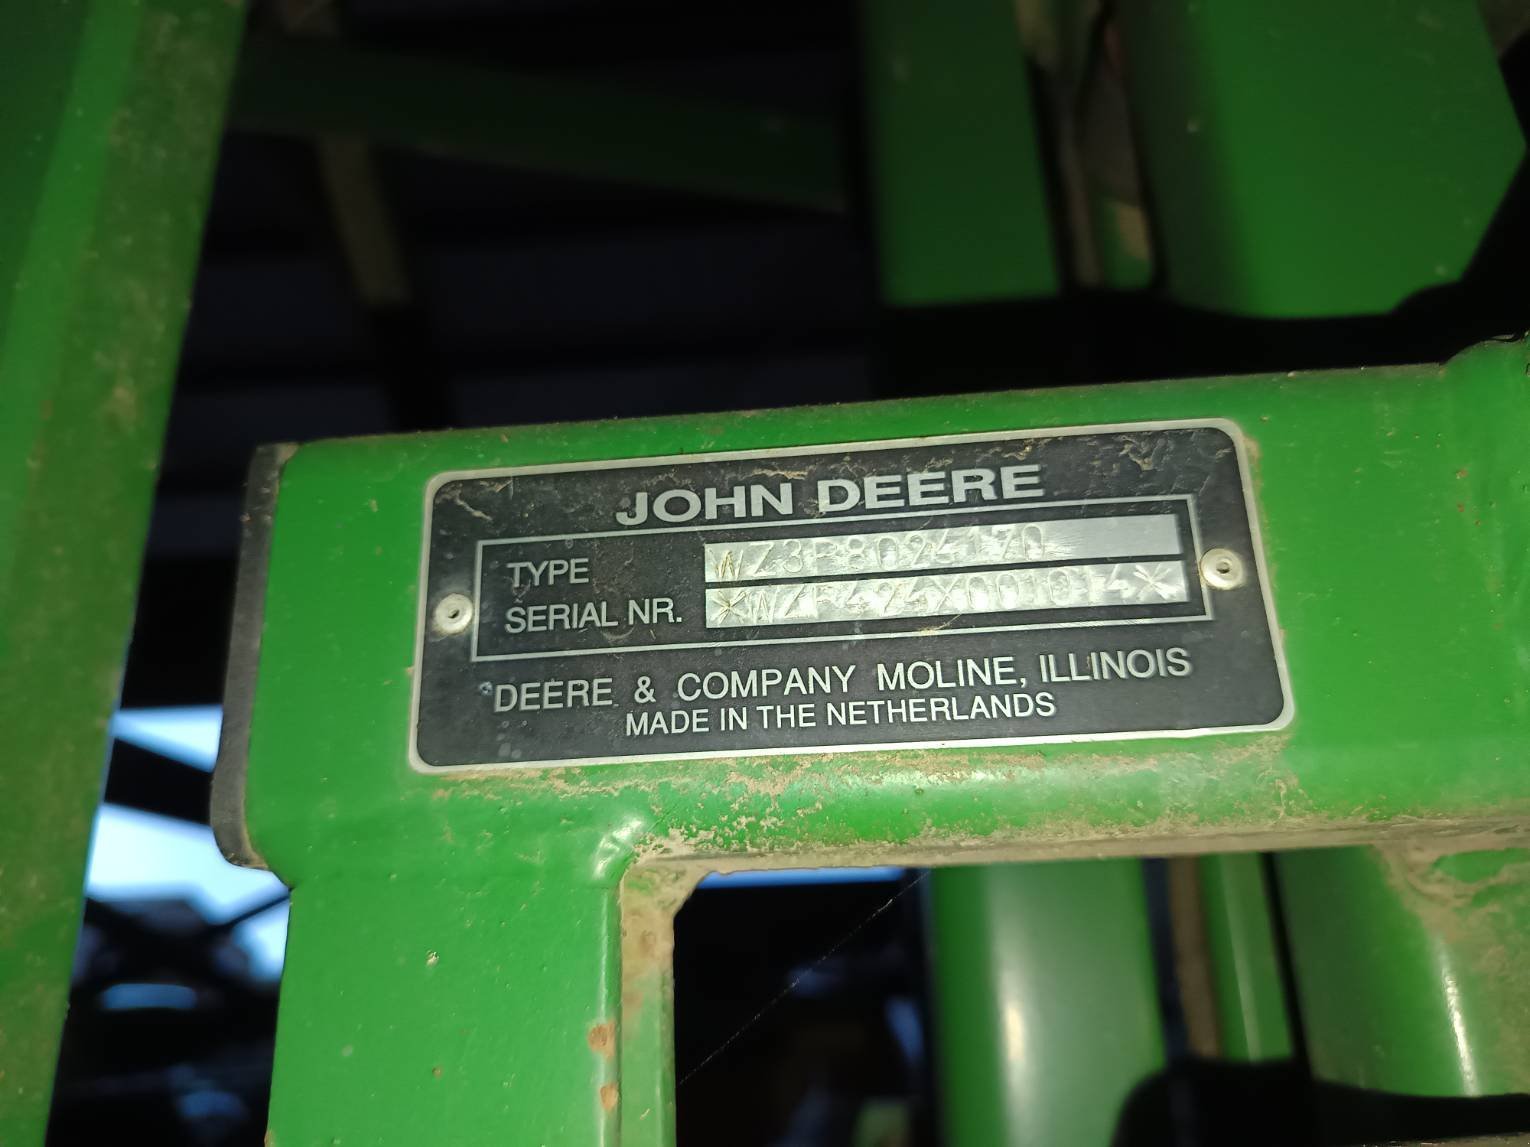 JOHN DEERE
TYPE
SERIAL NR.
DEERE & COMPANY MOLINE, ILLINOIS
MADE IN THE NETHERLANDS